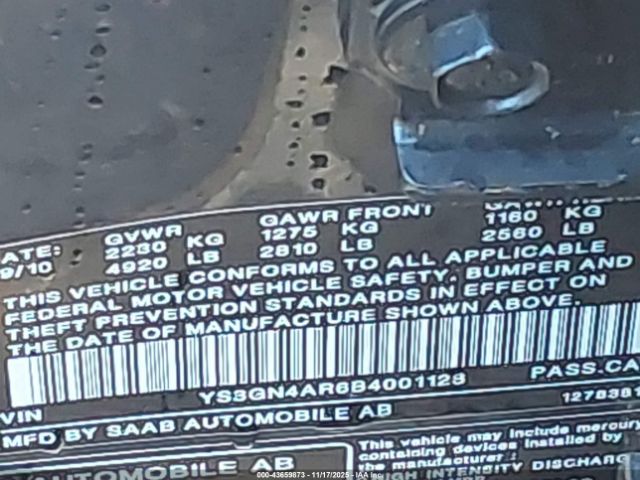 ATE: GVWR GAWR FRONT
9/10 2230 KG 1275 KG 1160 KG
4920 LB 2810 LB 2560 LB
THIS VEHICLE CONFORMS TO ALL APPLICABLE
FEDERAL MOTOR VEHICLE SAFETY, BUMPER AND
THEFT PREVENTION STANDARDS IN EFFECT ON
THE DATE OF MANUFACTURE SHOWN ABOVE.
VIN YS3GN4AR6B4001128 PASS.CA
MFD BY SAAB AUTOMOBILE AB 127838
AUTOMOBILE AB This vehicle may include mercury
containing devices installed by
the manufacturer:
HIGH INTENSITY DISCHARG
000-43659873 - 11/17/2025 - IAA Inc.